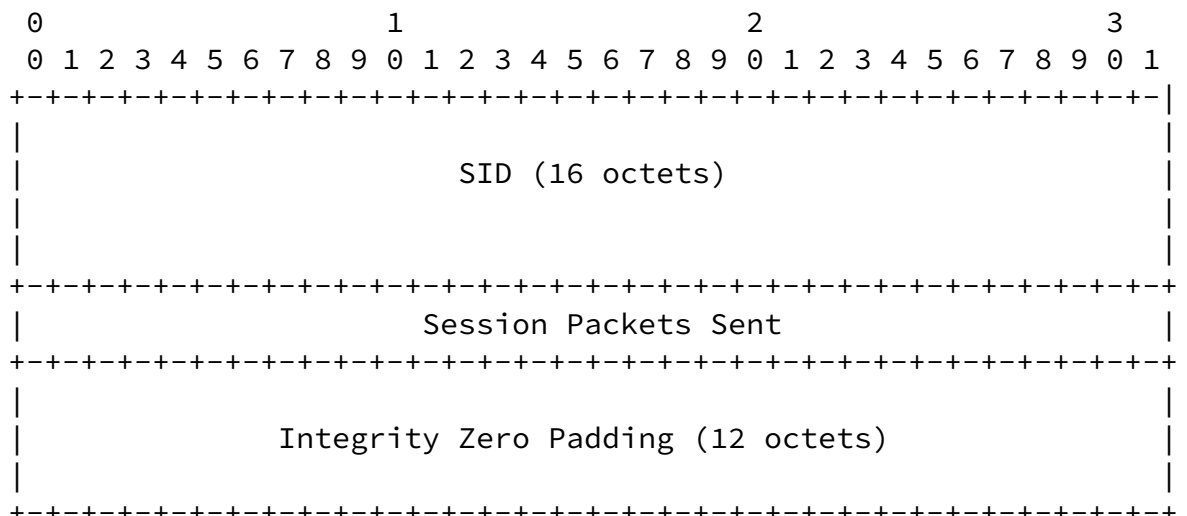 0                   1                   2                   3
0 1 2 3 4 5 6 7 8 9 0 1 2 3 4 5 6 7 8 9 0 1 2 3 4 5 6 7 8 9 0 1
+-+-+-+-+-+-+-+-+-+-+-+-+-+-+-+-+-+-+-+-+-+-+-+-+-+-+-+-+-+-+-+-|
|                                                               |
|                        SID (16 octets)                        |
|                                                               |
|                                                               |
+-+-+-+-+-+-+-+-+-+-+-+-+-+-+-+-+-+-+-+-+-+-+-+-+-+-+-+-+-+-+-+-+
|                      Session Packets Sent                     |
+-+-+-+-+-+-+-+-+-+-+-+-+-+-+-+-+-+-+-+-+-+-+-+-+-+-+-+-+-+-+-+-+
|                                                               |
|              Integrity Zero Padding (12 octets)               |
|                                                               |
+-+-+-+-+-+-+-+-+-+-+-+-+-+-+-+-+-+-+-+-+-+-+-+-+-+-+-+-+-+-+-+-+